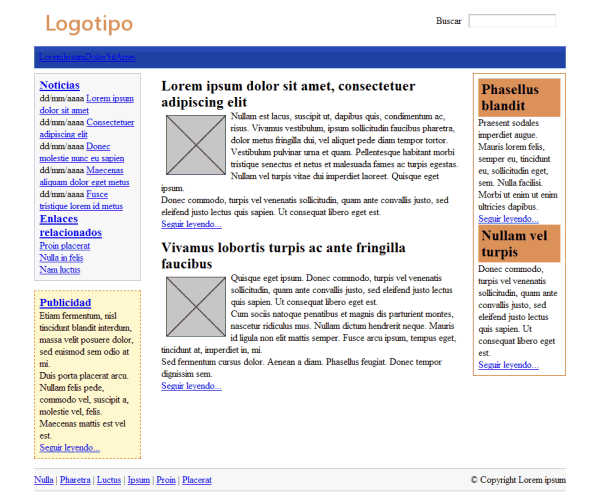 Logotipo
Buscar
LoremIpsumDolorSitAmet
Noticias
dd/mm/aaaa Lorem ipsum
dolor sit amet
dd/mm/aaaa Consectetuer
adipiscing elit
dd/mm/aaaa Donec
molestie nunc eu sapien
dd/mm/aaaa Maecenas
aliquam dolor eget metus
dd/mm/aaaa Fusce
tristique lorem id metus
Enlaces
relacionados
Proin placerat
Nulla in felis
Nam luctus
Publicidad
Etiam fermentum, nisl
tincidunt blandit interdum,
massa velit posuere dolor,
sed euismod sem odio at
mi.
Duis porta placerat arcu.
Nullam felis pede,
commodo vel, suscipit a,
molestie vel, felis.
Maecenas mattis est vel
est.
Seguir leyendo...
Lorem ipsum dolor sit amet, consectetuer
adipiscing elit
Nullam est lacus, suscipit ut, dapibus quis, condimentum ac,
risus. Vivamus vestibulum, ipsum sollicitudin faucibus pharetra,
dolor metus fringilla dui, vel aliquet pede diam tempor tortor.
Vestibulum pulvinar urna et quam. Pellentesque habitant morbi
tristique senectus et netus et malesuada fames ac turpis egestas.
Nullam vel turpis vitae dui imperdiet laoreet. Quisque eget
ipsum.
Donec commodo, turpis vel venenatis sollicitudin, quam ante convallis justo, sed
eleifend justo lectus quis sapien. Ut consequat libero eget est.
Seguir leyendo...
Vivamus lobortis turpis ac ante fringilla
faucibus
Quisque eget ipsum. Donec commodo, turpis vel venenatis
sollicitudin, quam ante convallis justo, sed eleifend justo lectus
quis sapien. Ut consequat libero eget est.
Cum sociis natoque penatibus et magnis dis parturient montes,
nascetur ridiculus mus. Nullam dictum hendrerit neque. Mauris
id ligula non elit mattis semper. Fusce arcu ipsum, tempus eget,
tincidunt at, imperdiet in, mi.
Sed fermentum cursus dolor. Aenean a diam. Phasellus feugiat. Donec tempor
dignissim sem.
Seguir leyendo...
Phasellus
blandit
Praesent sodales
imperdiet augue.
Mauris lorem felis,
semper eu, tincidunt
eu, sollicitudin eget,
sem. Nulla facilisi.
Morbi ut enim ut enim
ultricies dapibus.
Seguir leyendo...
Nullam vel
turpis
Donec commodo,
turpis vel venenatis
sollicitudin, quam ante
convallis justo, sed
eleifend justo lectus
quis sapien. Ut
consequat libero eget
est.
Seguir leyendo...
Nulla | Pharetra | Luctus | Ipsum | Proin | Placerat
© Copyright Lorem ipsum